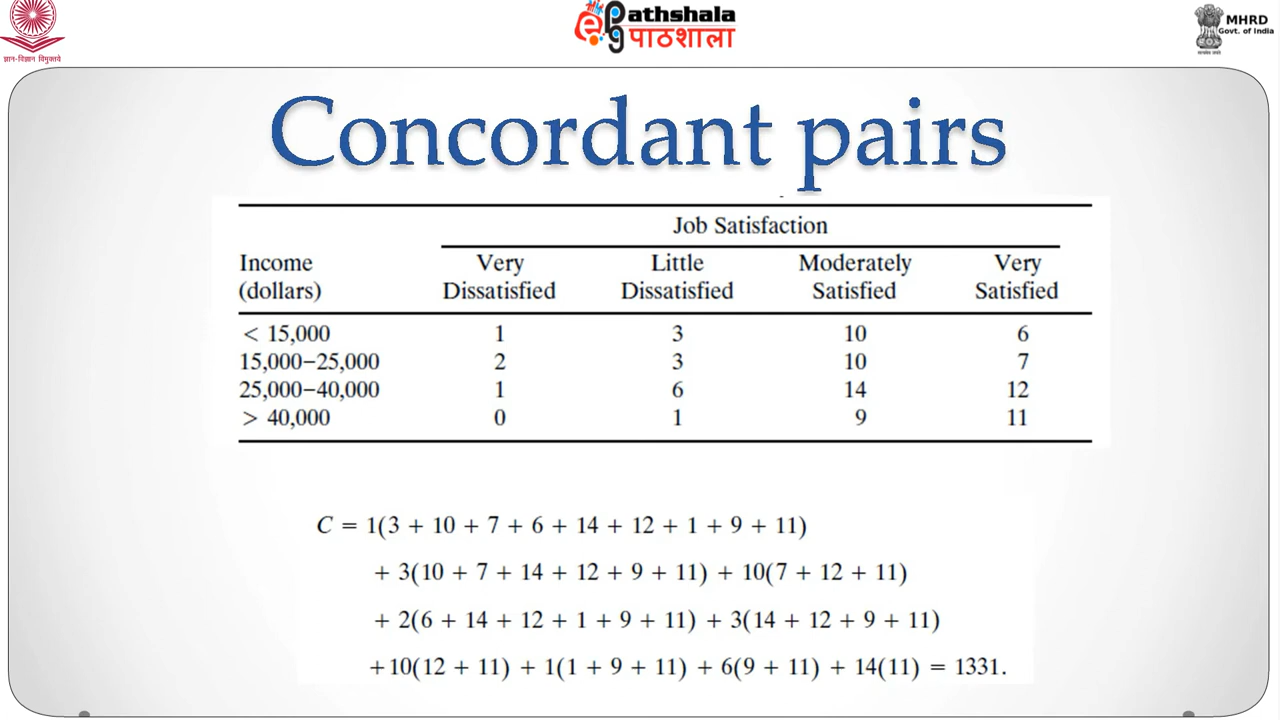 ज्ञान-विज्ञान विमुक्तये
ePG Pathshala
पाठशाला
MHRD
Govt. of India
Concordant pairs
Job Satisfaction
Income (dollars) Very Dissatisfied Little Dissatisfied Moderately Satisfied Very Satisfied
< 15,000 1 3 10 6
15,000–25,000 2 3 10 7
25,000–40,000 1 6 14 12
> 40,000 0 1 9 11
C = 1(3 + 10 + 7 + 6 + 14 + 12 + 1 + 9 + 11)
+ 3(10 + 7 + 14 + 12 + 9 + 11) + 10(7 + 12 + 11)
+ 2(6 + 14 + 12 + 1 + 9 + 11) + 3(14 + 12 + 9 + 11)
+10(12 + 11) + 1(1 + 9 + 11) + 6(9 + 11) + 14(11) = 1331.